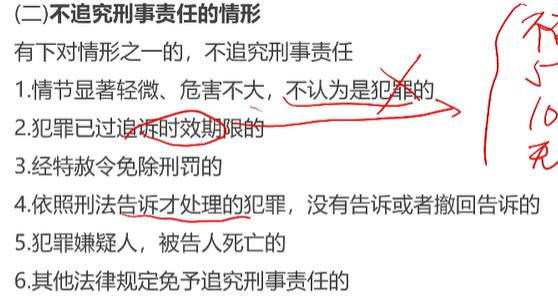 (二)不追究刑事责任的情形
有下对情形之一的，不追究刑事责任
1.情节显著轻微、危害不大，不认为是犯罪的
2.犯罪已过追诉时效期限的
3.经特赦令免除刑罚的
4.依照刑法告诉才处理的犯罪，没有告诉或者撤回告诉的
5.犯罪嫌疑人，被告人死亡的
6.其他法律规定免予追究刑事责任的
5
10
无